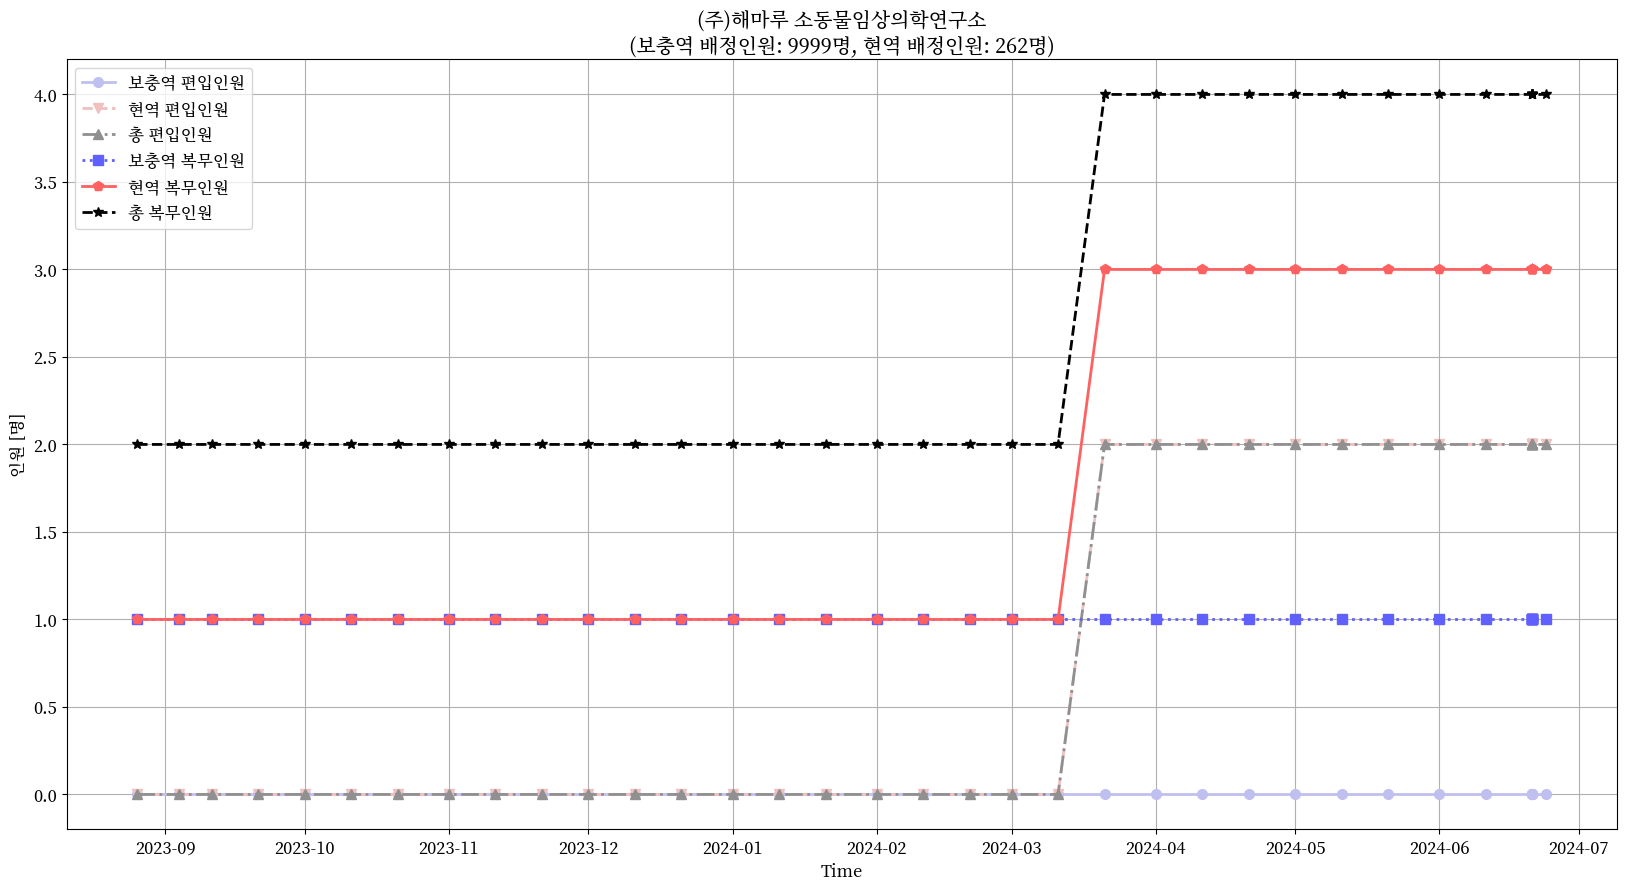 (주)해마루 소동물임상의학연구소
(보충역 배정인원: 9999명, 현역 배정인원: 262명)
보충역 편입인원
현역 편입인원
총 편입인원
보충역 복무인원
현역 복무인원
총 복무인원
4.0
3.5
3.0
2.5
2.0
1.5
1.0
0.5
0.0
인원 [명]
2023-09 2023-10 2023-11 2023-12 2024-01 2024-02 2024-03 2024-04 2024-05 2024-06 2024-07
Time